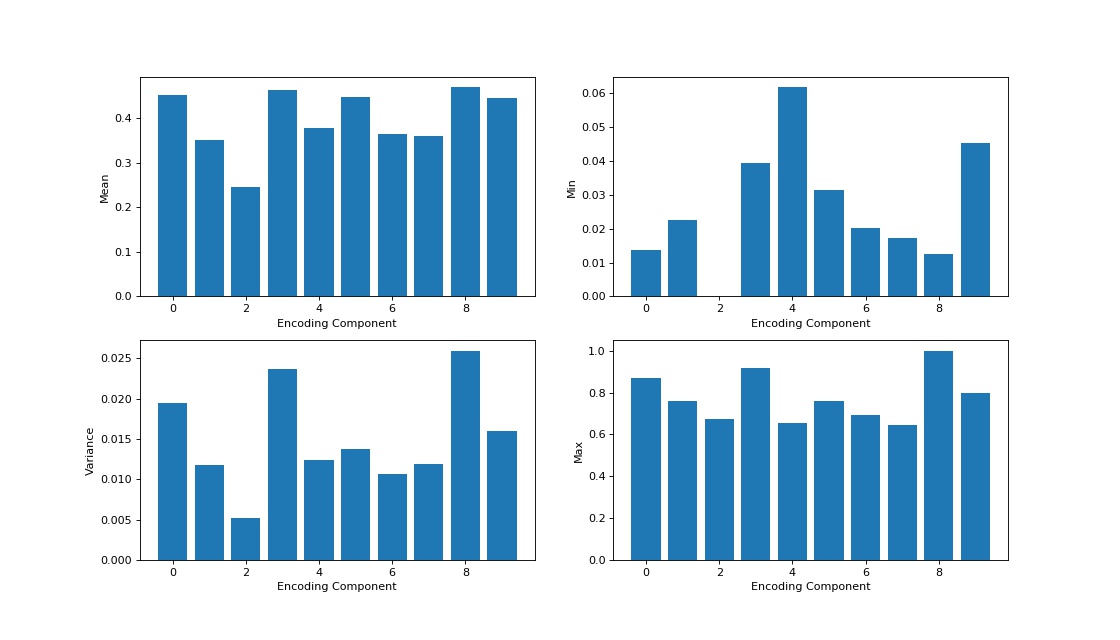 Mean
0.4
0.3
0.2
0.1
0.0
0 2 4 6 8
Encoding Component
Min
0.06
0.05
0.04
0.03
0.02
0.01
0.00
0 2 4 6 8
Encoding Component
Variance
0.025
0.020
0.015
0.010
0.005
0.000
0 2 4 6 8
Encoding Component
Max
1.0
0.8
0.6
0.4
0.2
0.0
0 2 4 6 8
Encoding Component